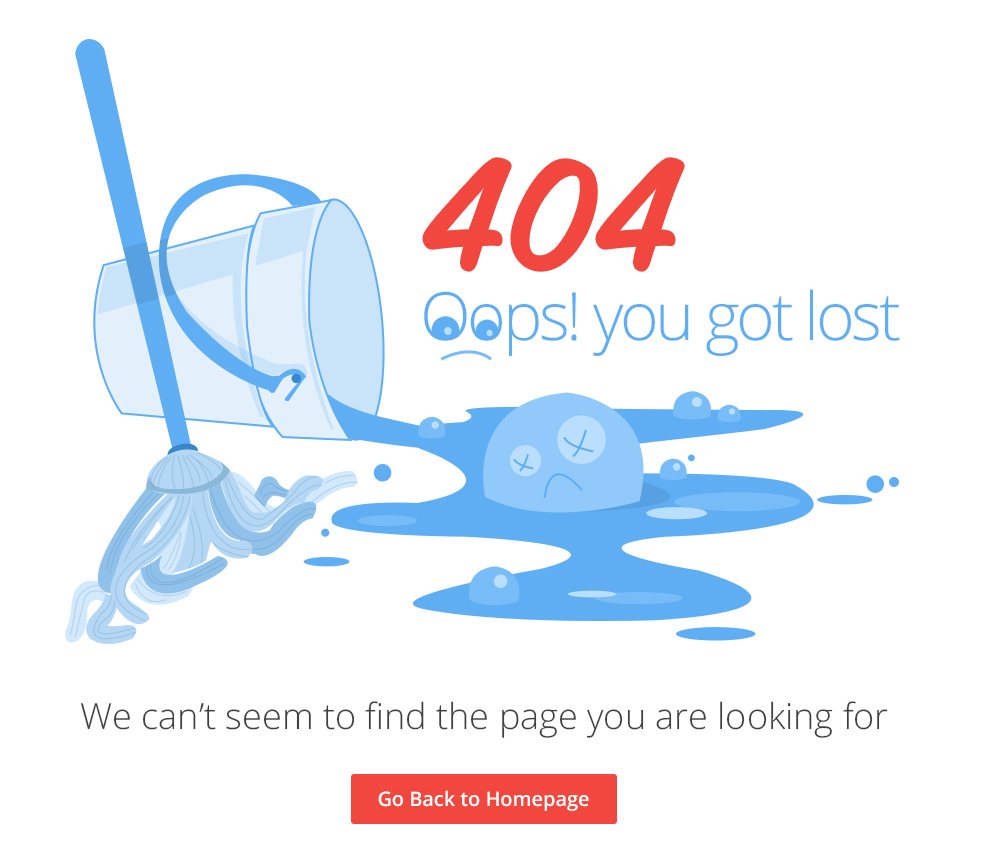 404
Oops! you got lost
We can’t seem to find the page you are looking for
Go Back to Homepage